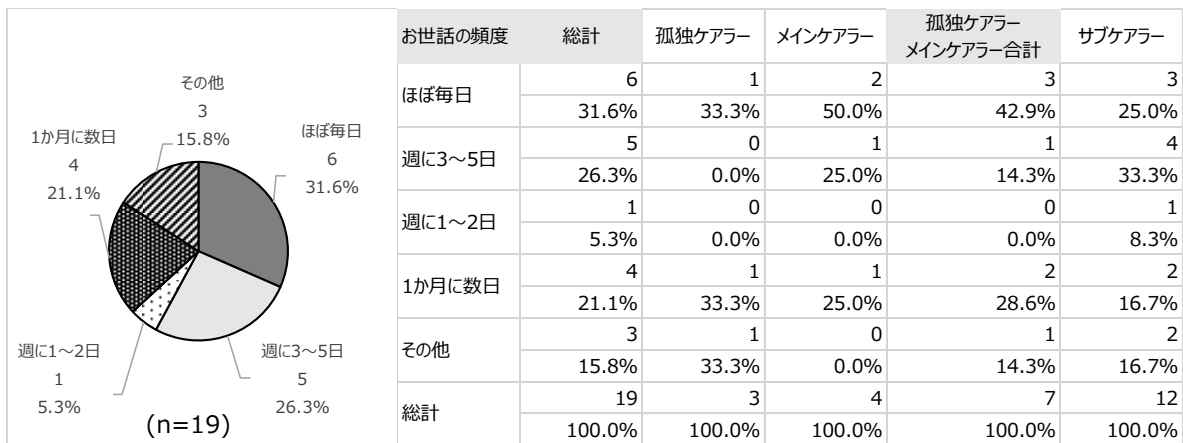 その他
3
15.8%
ほぼ毎日
6
31.6%
1か月に数日
4
21.1%
週に1～2日
1
5.3%
週に3～5日
5
26.3%
(n=19)
お世話の頻度 総計 孤独ケアラー メインケアラー 孤独ケアラー メインケアラー合計 サブケアラー
ほぼ毎日 6 1 2 3 3
31.6% 33.3% 50.0% 42.9% 25.0%
週に3～5日 5 0 1 1 4
26.3% 0.0% 25.0% 14.3% 33.3%
週に1～2日 1 0 0 0 1
5.3% 0.0% 0.0% 0.0% 8.3%
1か月に数日 4 1 1 2 2
21.1% 33.3% 25.0% 28.6% 16.7%
その他 3 1 0 1 2
15.8% 33.3% 0.0% 14.3% 16.7%
総計 19 3 4 7 12
100.0% 100.0% 100.0% 100.0% 100.0%